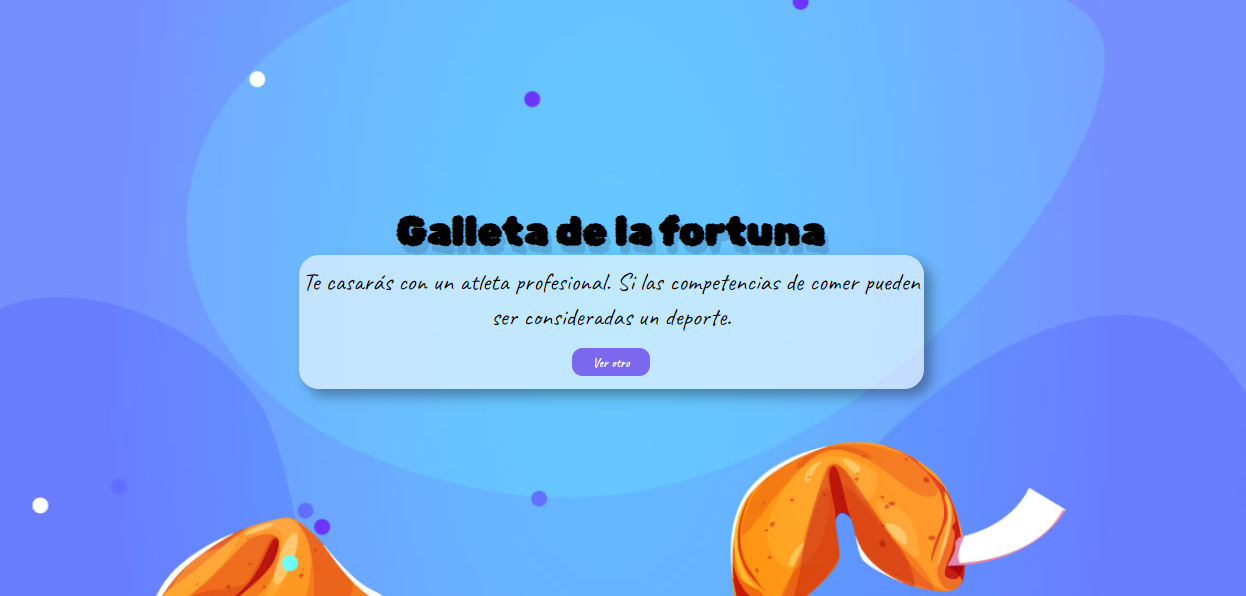 Galleta de la fortuna
Te casarás con un atleta profesional. Si las competencias de comer pueden
ser consideradas un deporte.
Ver otro